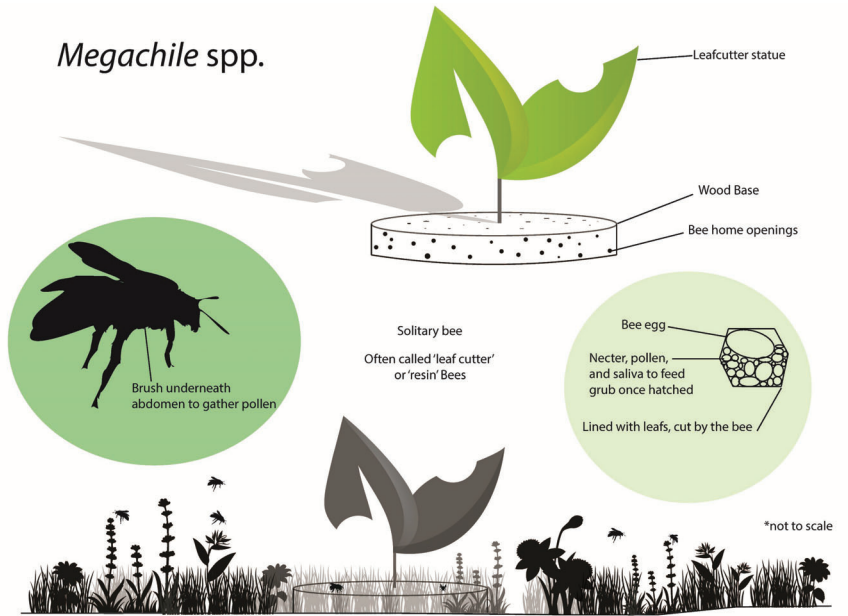 Megachile spp.
Leafcutter statue
Wood Base
Bee home openings
Solitary bee
Often called 'leaf cutter'
or 'resin' Bees
Brush underneath
abdomen to gather pollen
Bee egg
Necter, pollen,
and saliva to feed
grub once hatched
Lined with leafs, cut by the bee
*not to scale